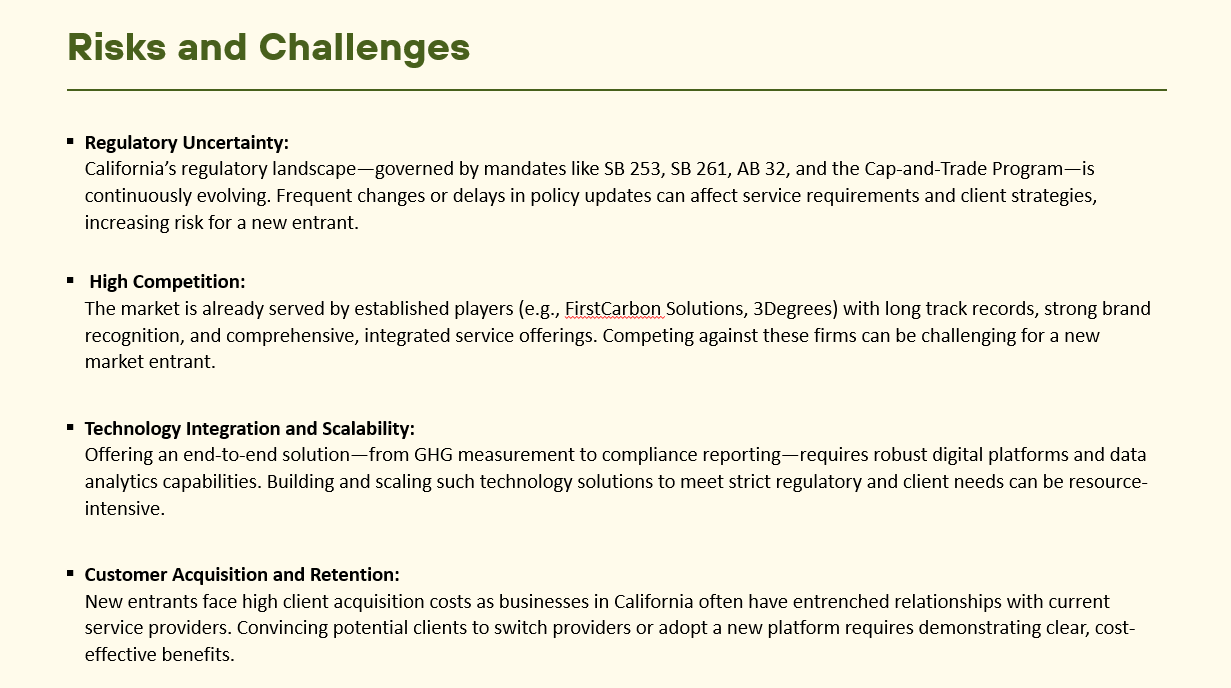 Risks and Challenges
▪ Regulatory Uncertainty:
California’s regulatory landscape—governed by mandates like SB 253, SB 261, AB 32, and the Cap-and-Trade Program—is
continuously evolving. Frequent changes or delays in policy updates can affect service requirements and client strategies,
increasing risk for a new entrant.
▪ High Competition:
The market is already served by established players (e.g., FirstCarbon Solutions, 3Degrees) with long track records, strong brand
recognition, and comprehensive, integrated service offerings. Competing against these firms can be challenging for a new
market entrant.
▪ Technology Integration and Scalability:
Offering an end-to-end solution—from GHG measurement to compliance reporting—requires robust digital platforms and data
analytics capabilities. Building and scaling such technology solutions to meet strict regulatory and client needs can be resource-
intensive.
▪ Customer Acquisition and Retention:
New entrants face high client acquisition costs as businesses in California often have entrenched relationships with current
service providers. Convincing potential clients to switch providers or adopt a new platform requires demonstrating clear, cost-
effective benefits.